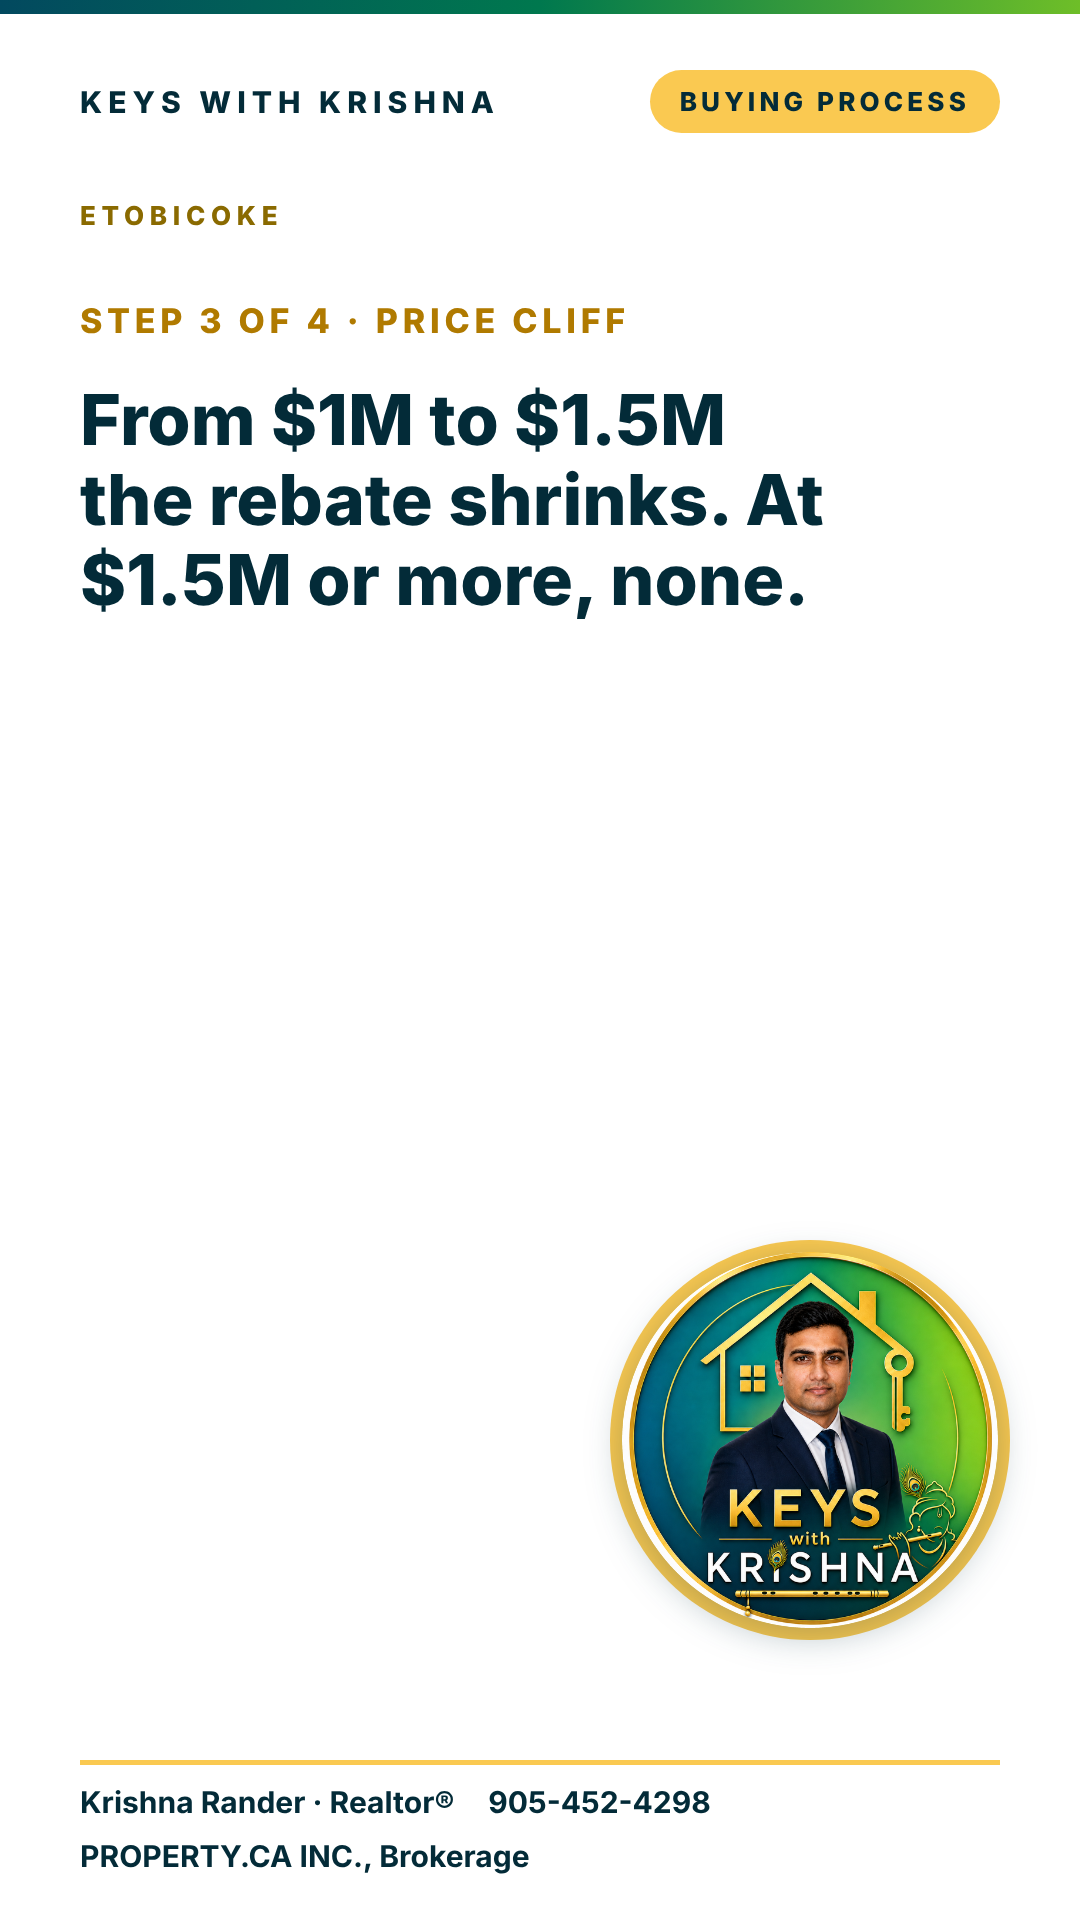 KEYS WITH KRISHNA
BUYING PROCESS
ETOBICOKE
STEP 3 OF 4 · PRICE CLIFF
From $1M to $1.5M
the rebate shrinks. At
$1.5M or more, none.
KEYS
with
KRISHNA
Krishna Rander · Realtor® 905-452-4298
PROPERTY.CA INC., Brokerage